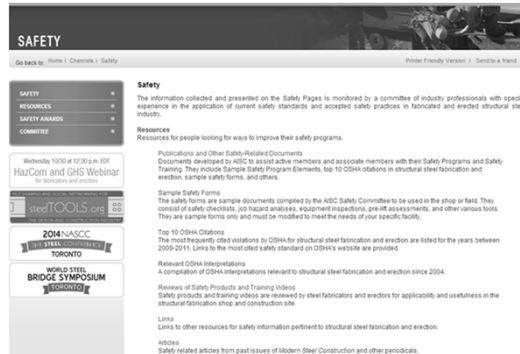 SAFETY
Go back to: Home | Channels | Safety
Printer Friendly Version | Send to a friend
SAFETY
RESOURCES
SAFETY AWARDS
COMMITTEE
Wednesday 10/30 at 12:30 p.m. EDT
HazCom and GHS Webinar
for fabricators and erectors
FILE SHARING AND SOCIAL NETWORKING FOR
steelTOOLS.org
THE DESIGN AND CONSTRUCTION INDUSTRY
2014 NASCC
THE STEEL CONFERENCE
TORONTO
WORLD STEEL
BRIDGE SYMPOSIUM
TORONTO
Safety
The information collected and presented on the Safety Pages is monitored by a committee of industry professionals with speci
experience in the application of current safety standards and accepted safety practices in fabricated and erected structural ste
industry.
Resources
Resources for people looking for ways to improve their safety programs.
Publications and Other Safety-Related Documents
Documents developed by AISC to assist active members and associate members with their Safety Programs and Safety
Training. They include Sample Safety Program Elements, top 10 OSHA citations in structural steel fabrication and
erection, sample safety forms, and others.
Sample Safety Forms
The safety forms are sample documents compiled by the AISC Safety Committee to be used in the shop or field. They
consist of safety checklists, job hazard analyses, equipment inspections, pre-lift assessments, and other various tools.
They are sample forms only and must be modified to meet the needs of your specific facility.
Top 10 OSHA Citations
The most frequently cited violations by OSHA for structural steel fabrication and erection are listed for the years between
2009-2011. Links to the most cited safety standard on OSHA's website are provided.
Relevant OSHA Interpretations
A compilation of OSHA interpretations relevant to structural steel fabrication and erection since 2004.
Reviews of Safety Products and Training Videos
Safety products and training videos are reviewed by steel fabricators and erectors for applicability and usefulness in the
structural fabrication shop and construction site.
Links
Links to other resources for safety information pertinent to structural steel fabrication and erection.
Articles
Safety related articles from past issues of Modern Steel Construction and other periodicals.